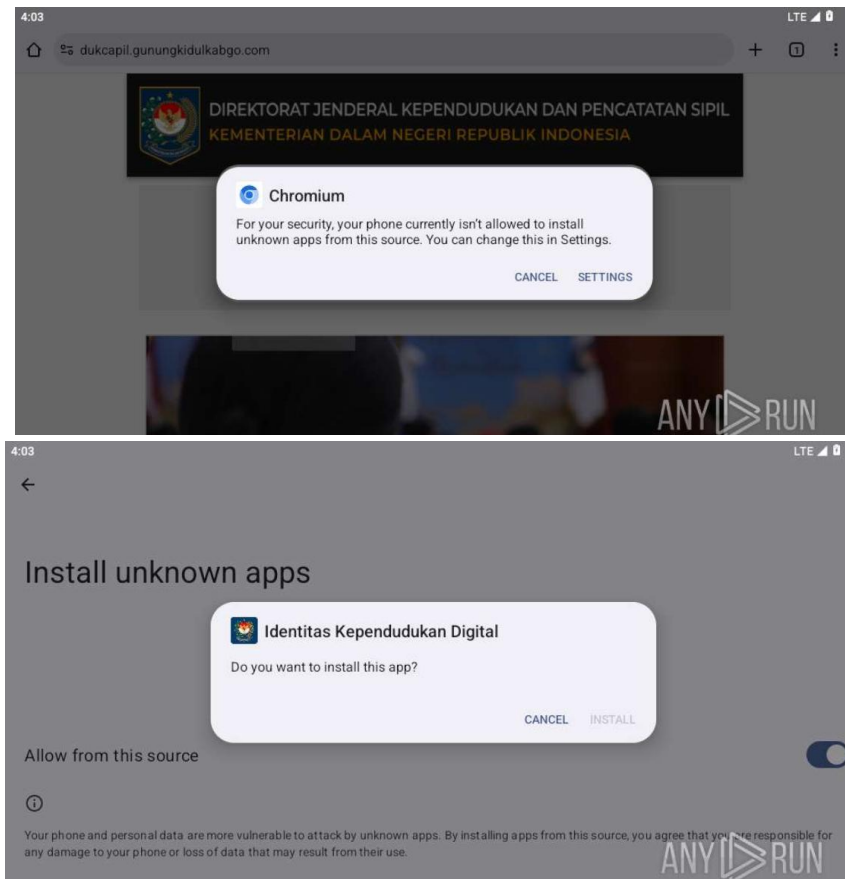 4:03
LTE
dukcapil.gunungkidulkabgo.com
1
DIREKTORAT JENDERAL KEPENDUDUKAN DAN PENCATATAN SIPIL
KEMENTERIAN DALAM NEGERI REPUBLIK INDONESIA
Chromium
For your security, your phone currently isn't allowed to install
unknown apps from this source. You can change this in Settings.
CANCEL SETTINGS
ANY RUN
4:03
LTE
Install unknown apps
Identitas Kependudukan Digital
Do you want to install this app?
CANCEL INSTALL
Allow from this source
Your phone and personal data are more vulnerable to attack by unknown apps. By installing apps from this source, you agree that you are responsible for
any damage to your phone or loss of data that may result from their use.
ANY RUN